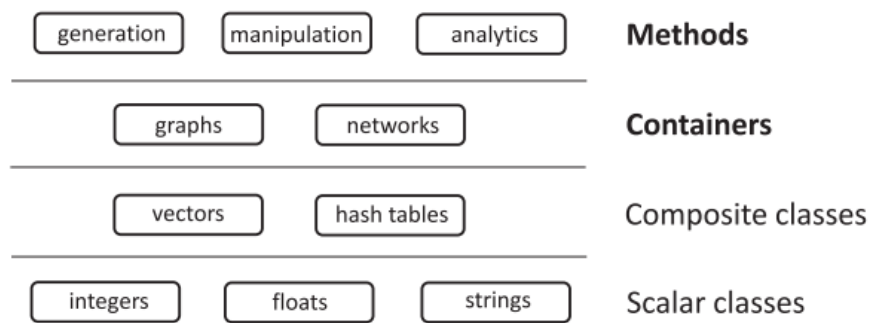 generation manipulation analytics Methods
graphs networks Containers
vectors hash tables Composite classes
integers floats strings Scalar classes